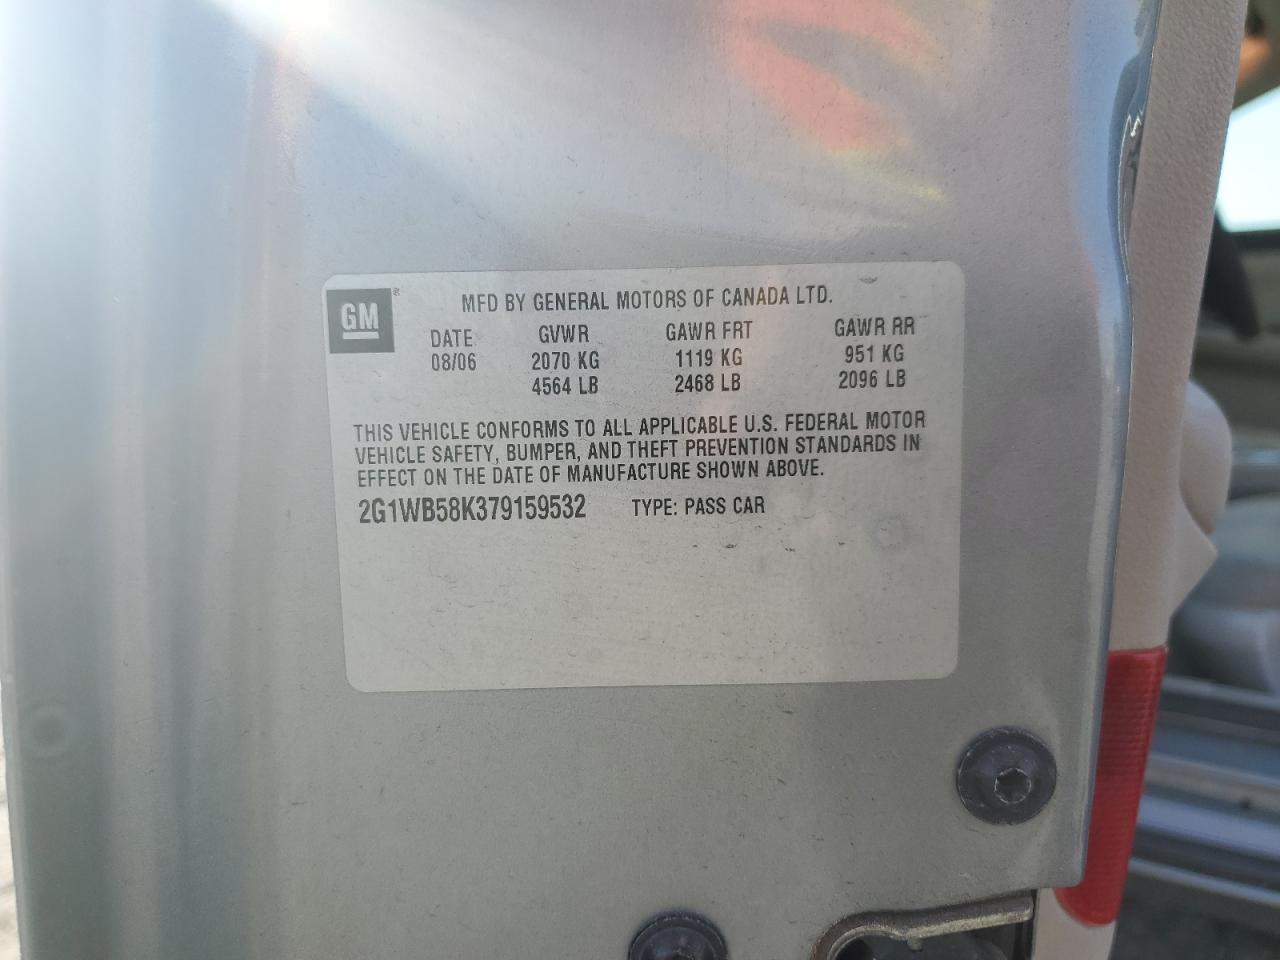 GM®
MFD BY GENERAL MOTORS OF CANADA LTD.
DATE GVWR GAWR FRT GAWR RR
08/06 2070 KG 1119 KG 951 KG
4564 LB 2468 LB 2096 LB
THIS VEHICLE CONFORMS TO ALL APPLICABLE U.S. FEDERAL MOTOR
VEHICLE SAFETY, BUMPER, AND THEFT PREVENTION STANDARDS IN
EFFECT ON THE DATE OF MANUFACTURE SHOWN ABOVE.
2G1WB58K379159532 TYPE: PASS CAR